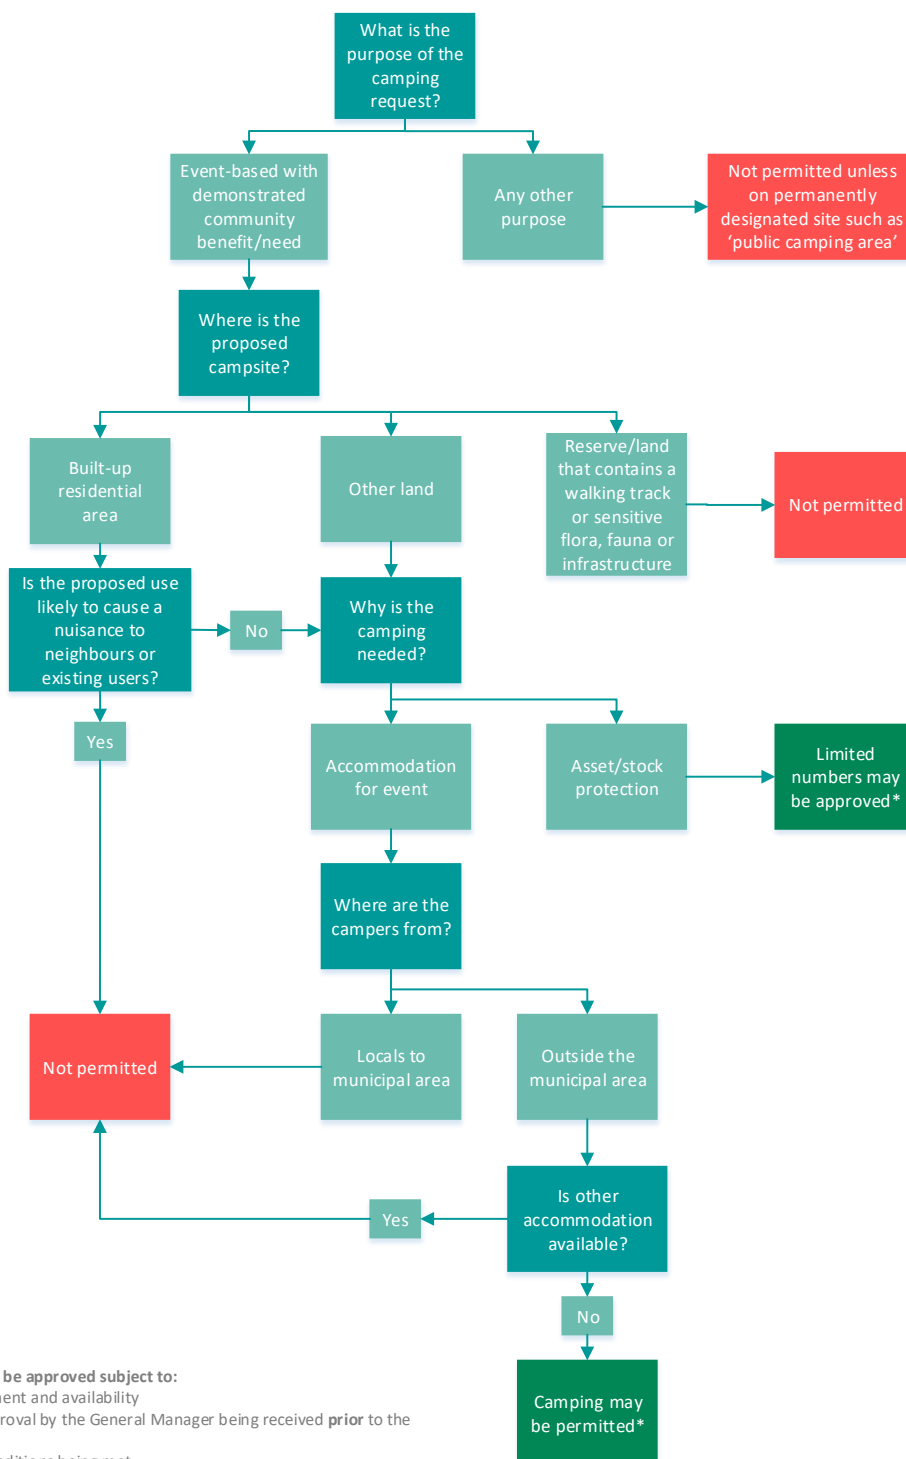 What is the
purpose of the
camping
request?
Event-based with
demonstrated
community
benefit/need
Any other
purpose
Not permitted unless
on permanently
designated site such as
‘public camping area’
Where is the
proposed
campsite?
Built-up
residential
area
Other land
Reserve/land
that contains a
walking track
or sensitive
flora, fauna or
infrastructure
Not permitted
Is the proposed use
likely to cause a
nuisance to
neighbours or
existing users?
No
Why is the
camping
needed?
Yes
Accommodation
for event
Asset/stock
protection
Limited
numbers may
be approved*
Where are the
campers from?
Not permitted
Locals to
municipal area
Outside the
municipal area
Yes
Is other
accommodation
available?
No
Camping may
be permitted*
be approved subject to:
and availability
by the General Manager being received prior to the